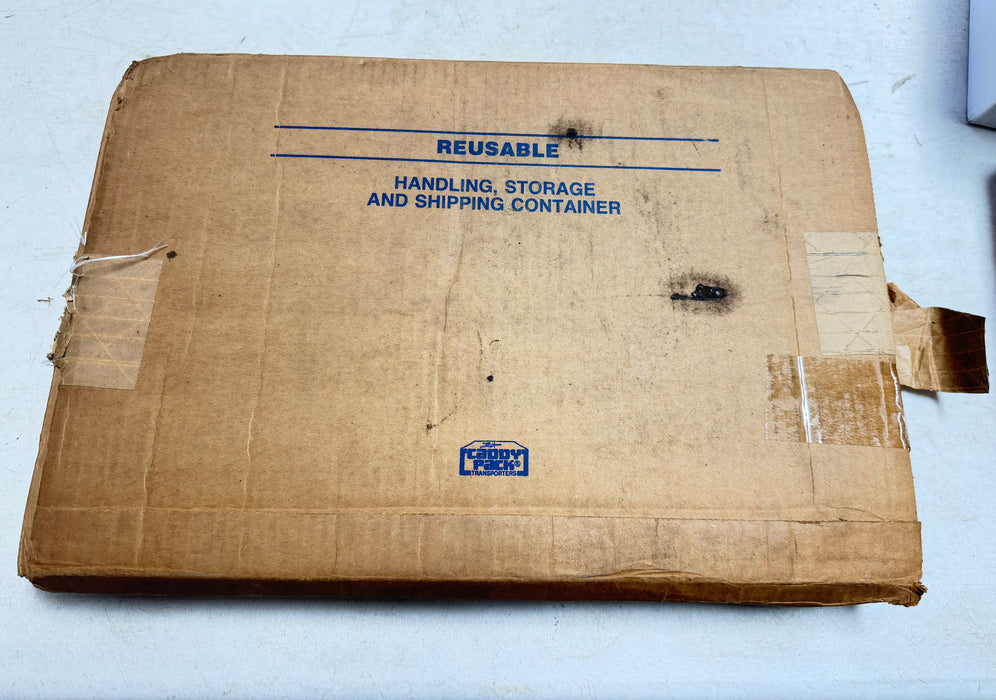 REUSABLE
HANDLING, STORAGE
AND SHIPPING CONTAINER
CADDY
PACK®
TRANSPORTERS